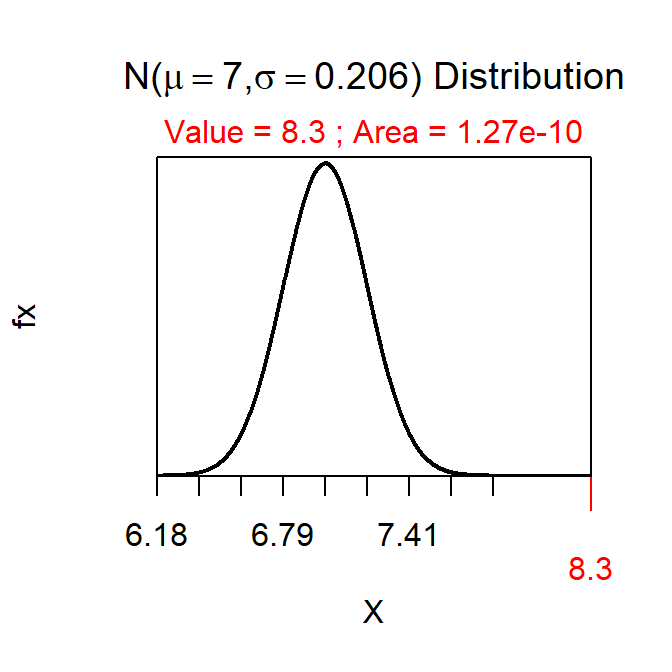 N(μ = 7,σ = 0.206) Distribution
Value = 8.3 ; Area = 1.27e-10
fx
6.18 6.79 7.41
8.3
X